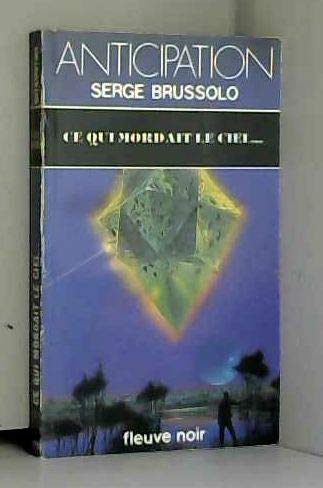 ANTICIPATION
SERGE BRUSSOLO
CE QUI MORDAIT LE CIEL....
fleuve noir
CE QUI MORDAIT LE CIEL